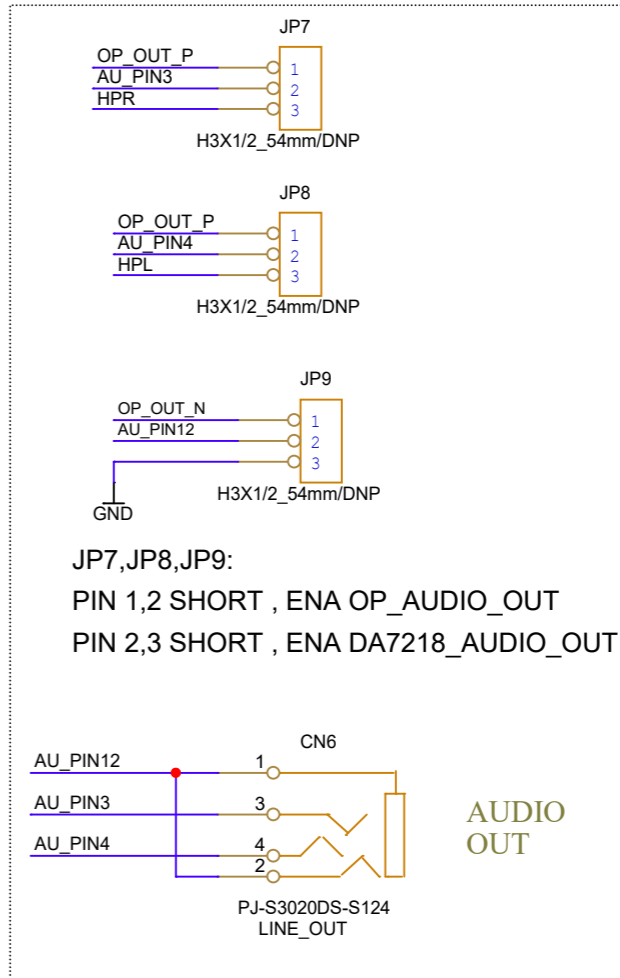 JP7
OP_OUT_P
1
AU_PIN3
2
HPR
3
H3X1/2_54mm/DNP
JP8
OP_OUT_P
1
AU_PIN4
2
HPL
3
H3X1/2_54mm/DNP
JP9
OP_OUT_N
1
AU_PIN12
2
3
H3X1/2_54mm/DNP
GND
JP7,JP8,JP9:
PIN 1,2 SHORT , ENA OP_AUDIO_OUT
PIN 2,3 SHORT , ENA DA7218_AUDIO_OUT
CN6
AU_PIN12
1
AU_PIN3
3
AU_PIN4
4
2
AUDIO
OUT
PJ-S3020DS-S124
LINE_OUT